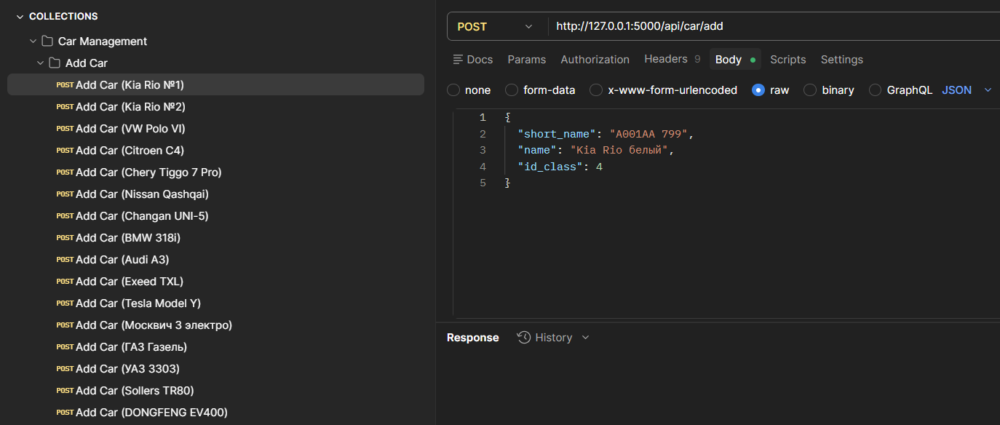 COLLECTIONS
Car Management
Add Car
POST Add Car (Kia Rio №1)
POST Add Car (Kia Rio №2)
POST Add Car (VW Polo VI)
POST Add Car (Citroen C4)
POST Add Car (Chery Tiggo 7 Pro)
POST Add Car (Nissan Qashqai)
POST Add Car (Changan UNI-5)
POST Add Car (BMW 318i)
POST Add Car (Audi A3)
POST Add Car (Exeed TXL)
POST Add Car (Tesla Model Y)
POST Add Car (Москвич 3 электро)
POST Add Car (ГАЗ Газель)
POST Add Car (УАЗ 3303)
POST Add Car (Sollers TR80)
POST Add Car (DONGFENG EV400)
POST http://127.0.0.1:5000/api/car/add
Docs Params Authorization Headers 9 Body Scripts Settings
none form-data x-www-form-urlencoded raw binary GraphQL JSON
1 {
2 "short_name": "A001AA 799",
3 "name": "Kia Rio белый",
4 "id_class": 4
5 }
Response History